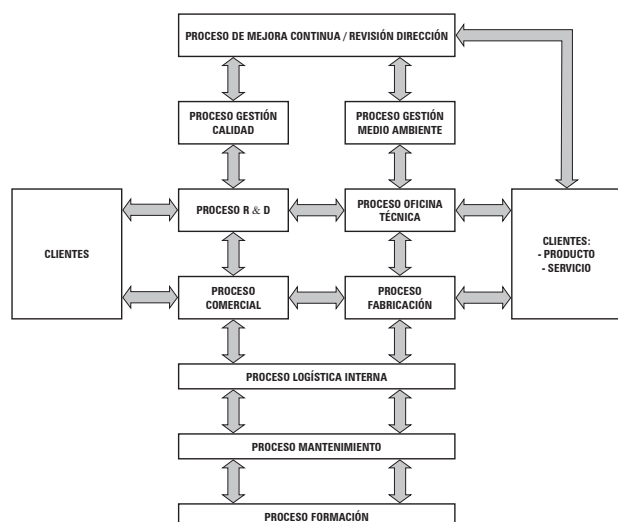 PROCESO DE MEJORA CONTINUA / REVISIÓN DIRECCIÓN
PROCESO GESTIÓN
CALIDAD
PROCESO GESTIÓN
MEDIO AMBIENTE
CLIENTES
PROCESO R & D
PROCESO OFICINA
TÉCNICA
CLIENTES:
- PRODUCTO
- SERVICIO
PROCESO
COMERCIAL
PROCESO
FABRICACIÓN
PROCESO LOGÍSTICA INTERNA
PROCESO MANTENIMIENTO
PROCESO FORMACIÓN